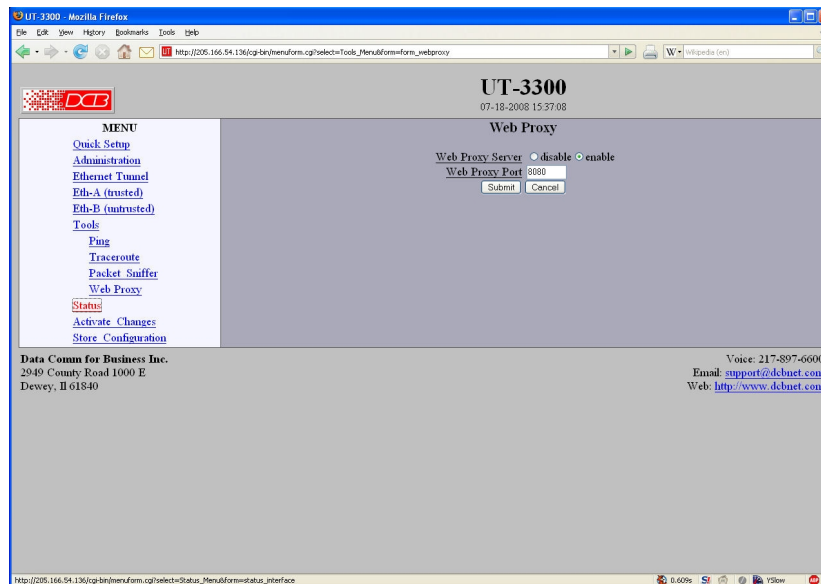 UT-3300 - Mozilla Firefox
File Edit View History Bookmarks Tools Help
http://205.166.54.136/cgi-bin/menuform.cgi?select=Tools_Menu&form=form_webproxy
W Wikipedia (en)
DCB
UT-3300
07-18-2008 15:37:08
MENU
Quick Setup
Administration
Ethernet Tunnel
Eth-A (trusted)
Eth-B (untrusted)
Tools
Ping
Traceroute
Packet Sniffer
Web Proxy
Status
Activate Changes
Store Configuration
Web Proxy
Web Proxy Server disable enable
Web Proxy Port 8080
Submit Cancel
Data Comm for Business Inc.
2949 County Road 1000 E
Dewey, Il 61840
Voice: 217-897-6600
Email: support@dcbnet.com
Web: http://www.dcbnet.com
http://205.166.54.136/cgi-bin/menuform.cgi?select=Status_Menu&form=status_interface
0.609s YSlow